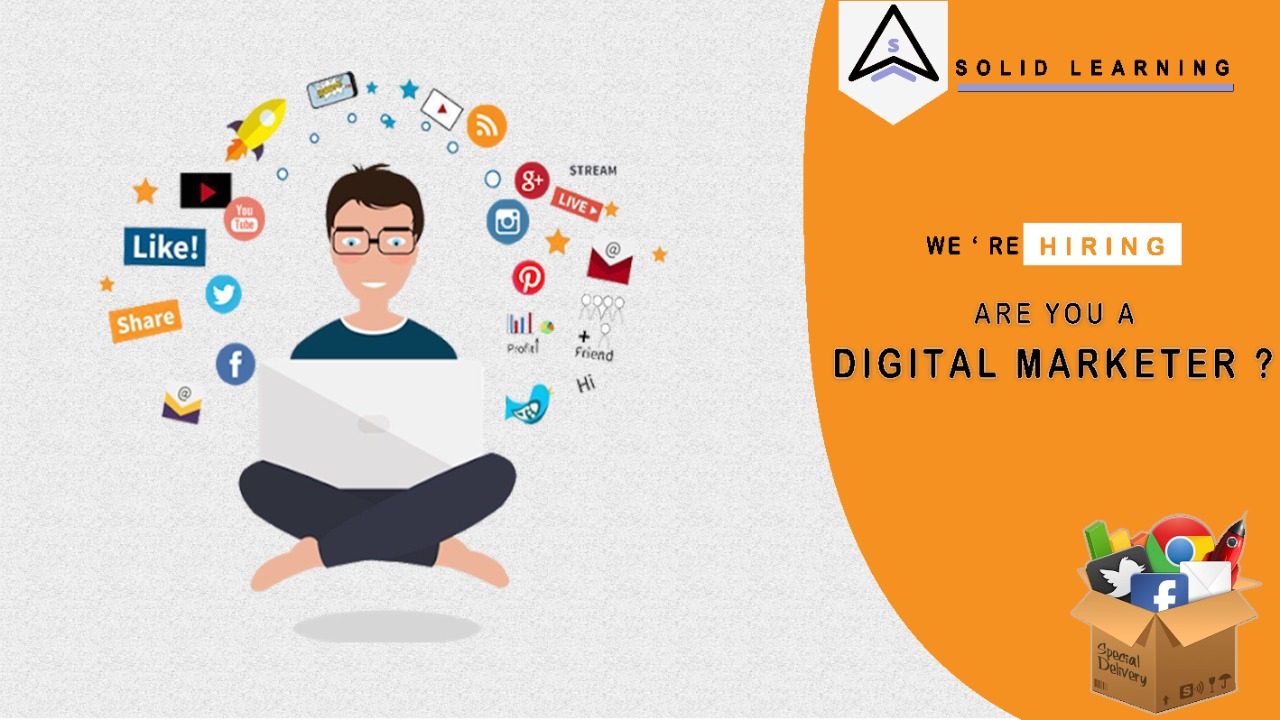 S
SOLID LEARNING
WE ‘ RE HIRING
ARE YOU A
DIGITAL MARKETER ?
STREAM
LIVE
g+
You
Tube
Like!
@
Share
Profit
+
Friend
f
Hi
@
f
Special
Delivery
S